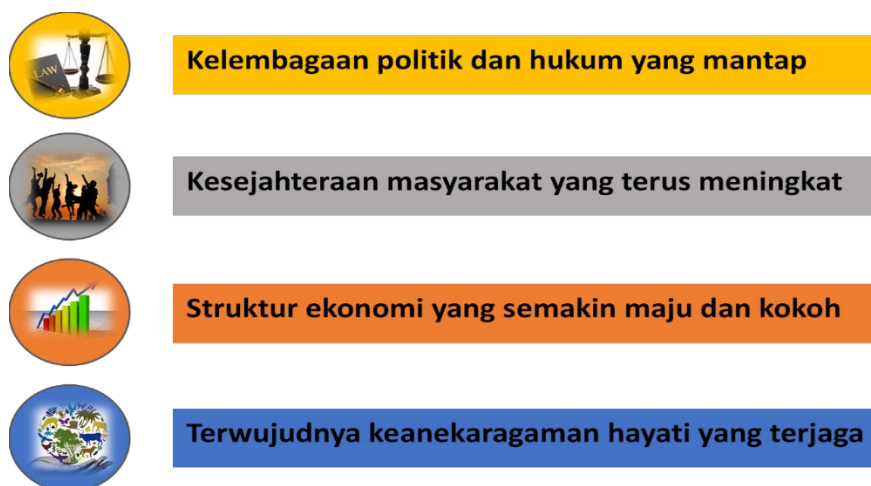 LAW
Kelembagaan politik dan hukum yang mantap
Kesejahteraan masyarakat yang terus meningkat
Struktur ekonomi yang semakin maju dan kokoh
Terwujudnya keanekaragaman hayati yang terjaga